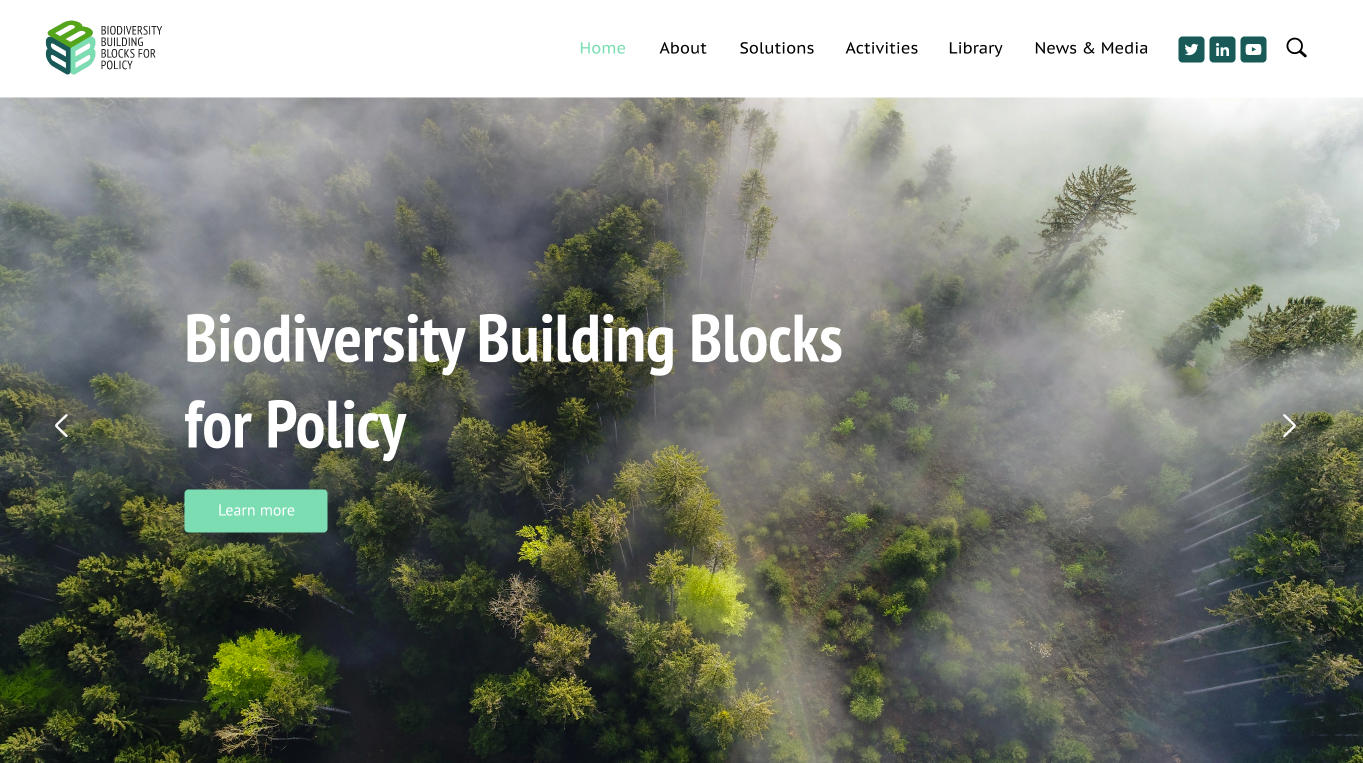 BIODIVERSITY
BUILDING
BLOCKS FOR
POLICY
Home About Solutions Activities Library News & Media
Biodiversity Building Blocks
for Policy
Learn more